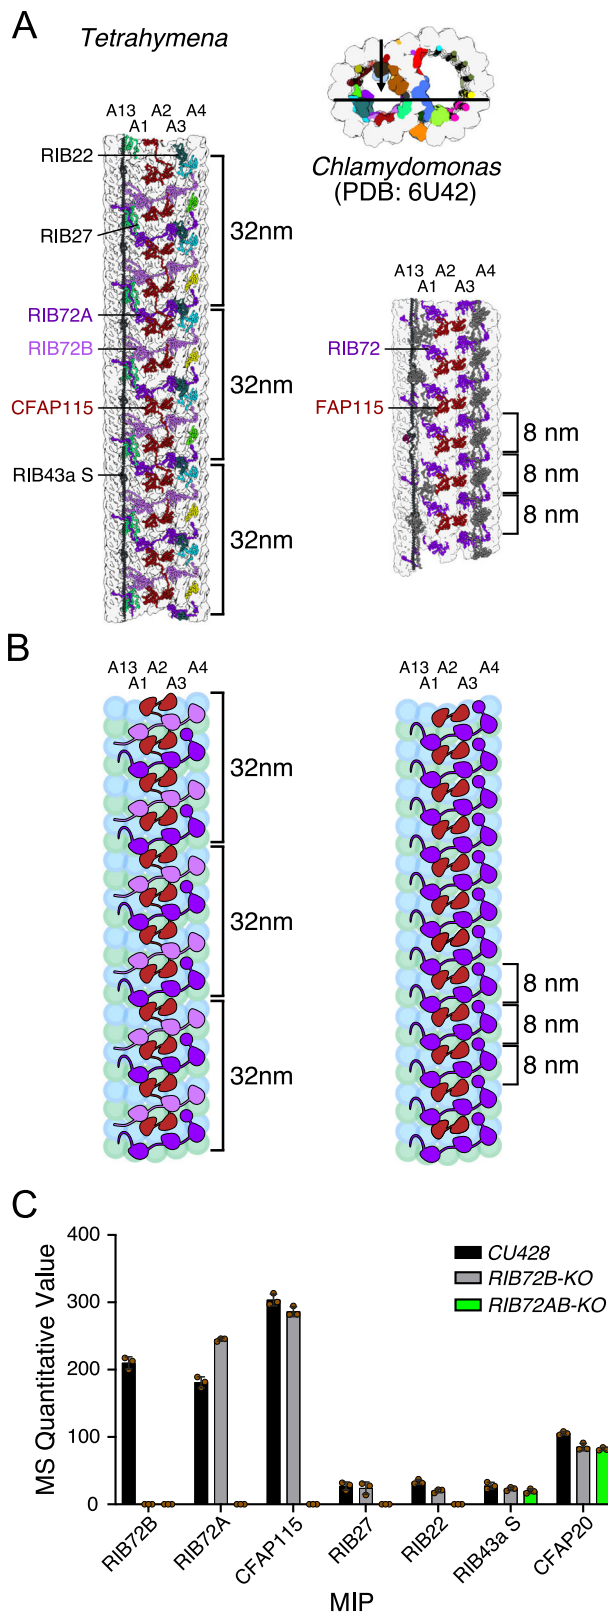 A
Tetrahymena
Chlamydomonas
(PDB: 6U42)
A13 A2 A4
A1 A3
RIB22
RIB27
RIB72A
RIB72B
CFAP115
RIB43a S
32nm
32nm
32nm
A13 A2 A4
A1 A3
RIB72
FAP115
8 nm
8 nm
8 nm
B
A13 A2 A4
A1 A3
32nm
32nm
32nm
A13 A2 A4
A1 A3
8 nm
8 nm
8 nm
C
MS Quantitative Value
400
300
200
100
0
CU428
RIB72B-KO
RIB72AB-KO
RIB72B
RIB72A
CFAP115
RIB27
RIB22
RIB43a S
CFAP20
MIP